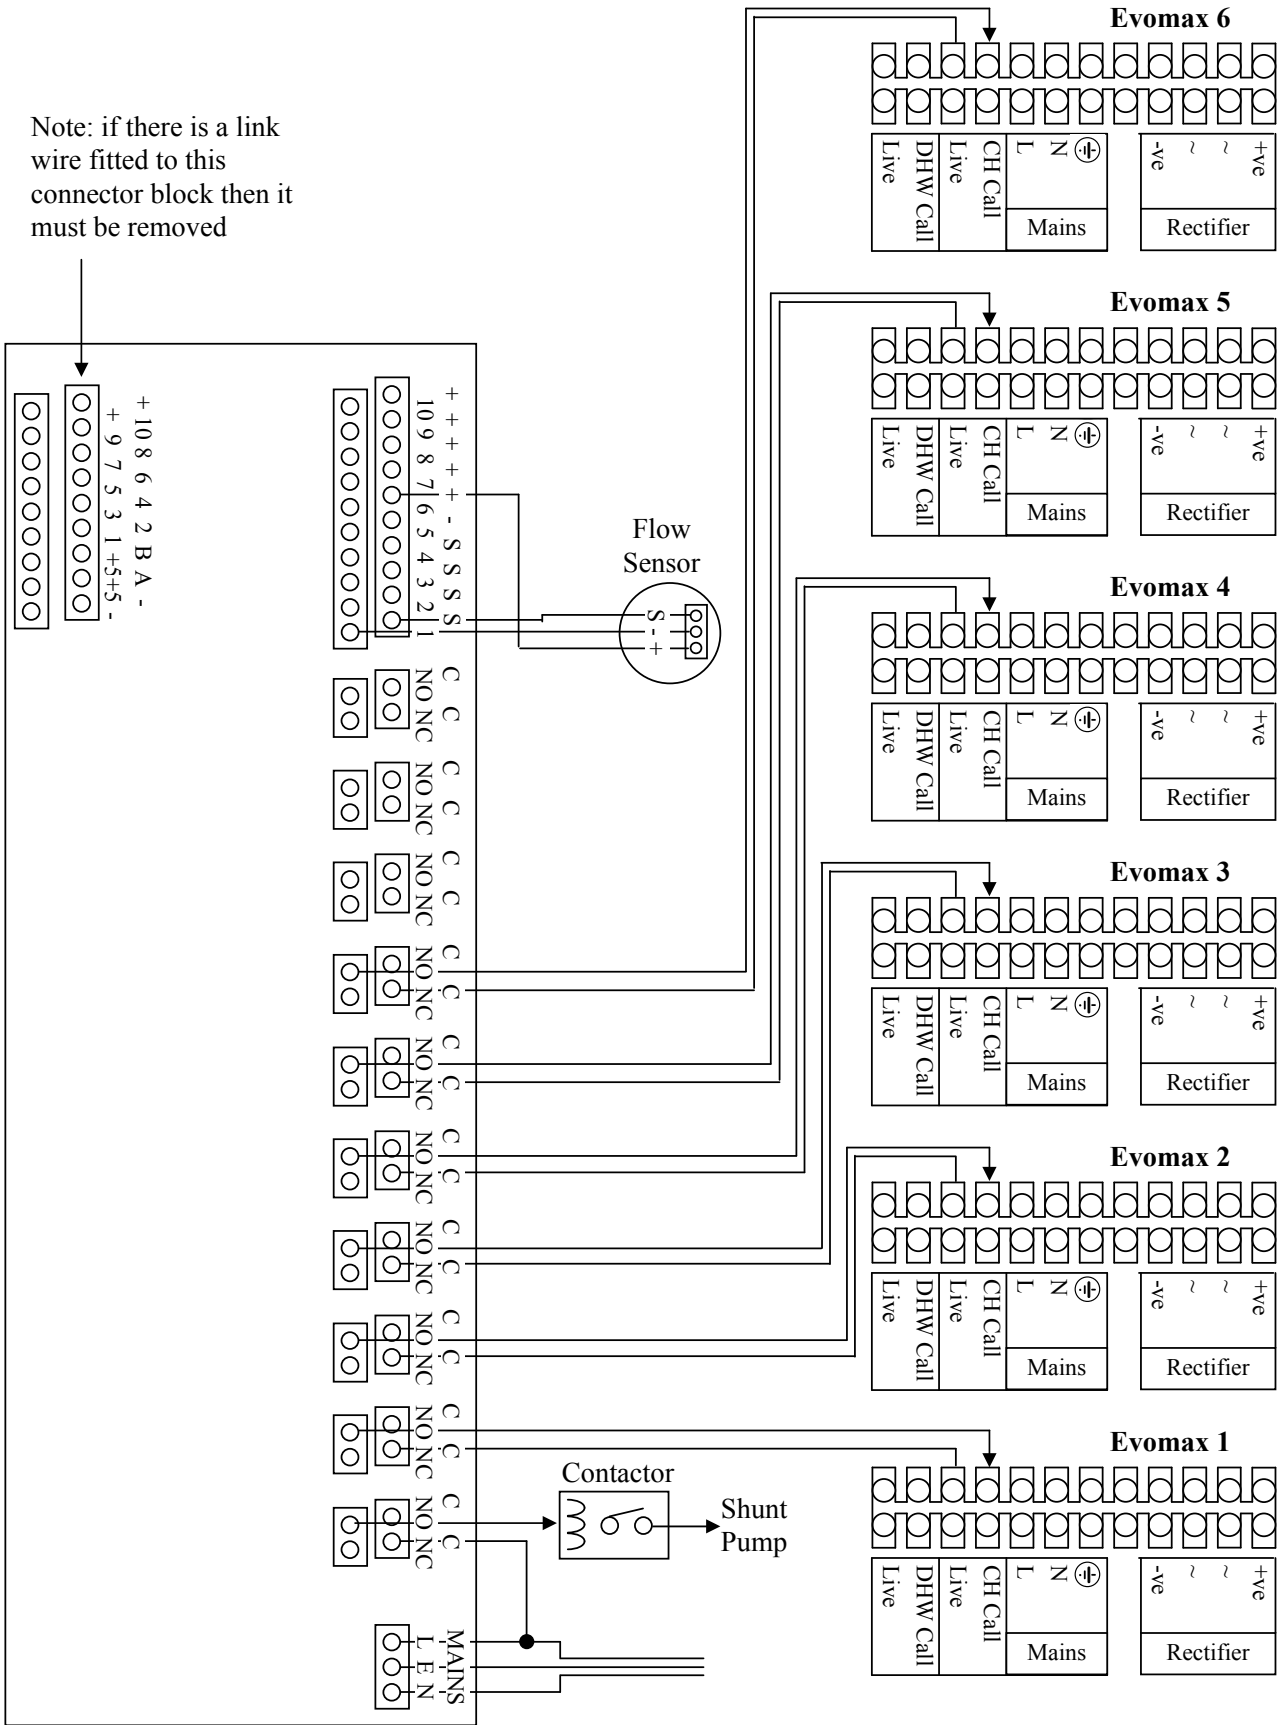 Note: if there is a link
wire fitted to this
connector block then it
must be removed
+ 10 8 6 4 2 B A -
+ 9 7 5 3 1 +5+5 -
+ + + + + - S S S S
10 9 8 7 6 5 4 3 2 1
Flow
Sensor
S - +
C C
NO NC
C C
NO NC
C C
NO NC
C C
NO NC
C C
NO NC
C C
NO NC
C C
NO NC
C C
NO NC
C C
NO NC
C C
NO NC
Contactor
Shunt
Pump
MAINS
L E N
Evomax 6
Live
DHW Call
Live
CH Call
L
N
Mains
-ve
~
~
+ve
Rectifier
Evomax 5
Live
DHW Call
Live
CH Call
L
N
Mains
-ve
~
~
+ve
Rectifier
Evomax 4
Live
DHW Call
Live
CH Call
L
N
Mains
-ve
~
~
+ve
Rectifier
Evomax 3
Live
DHW Call
Live
CH Call
L
N
Mains
-ve
~
~
+ve
Rectifier
Evomax 2
Live
DHW Call
Live
CH Call
L
N
Mains
-ve
~
~
+ve
Rectifier
Evomax 1
Live
DHW Call
Live
CH Call
L
N
Mains
-ve
~
~
+ve
Rectifier